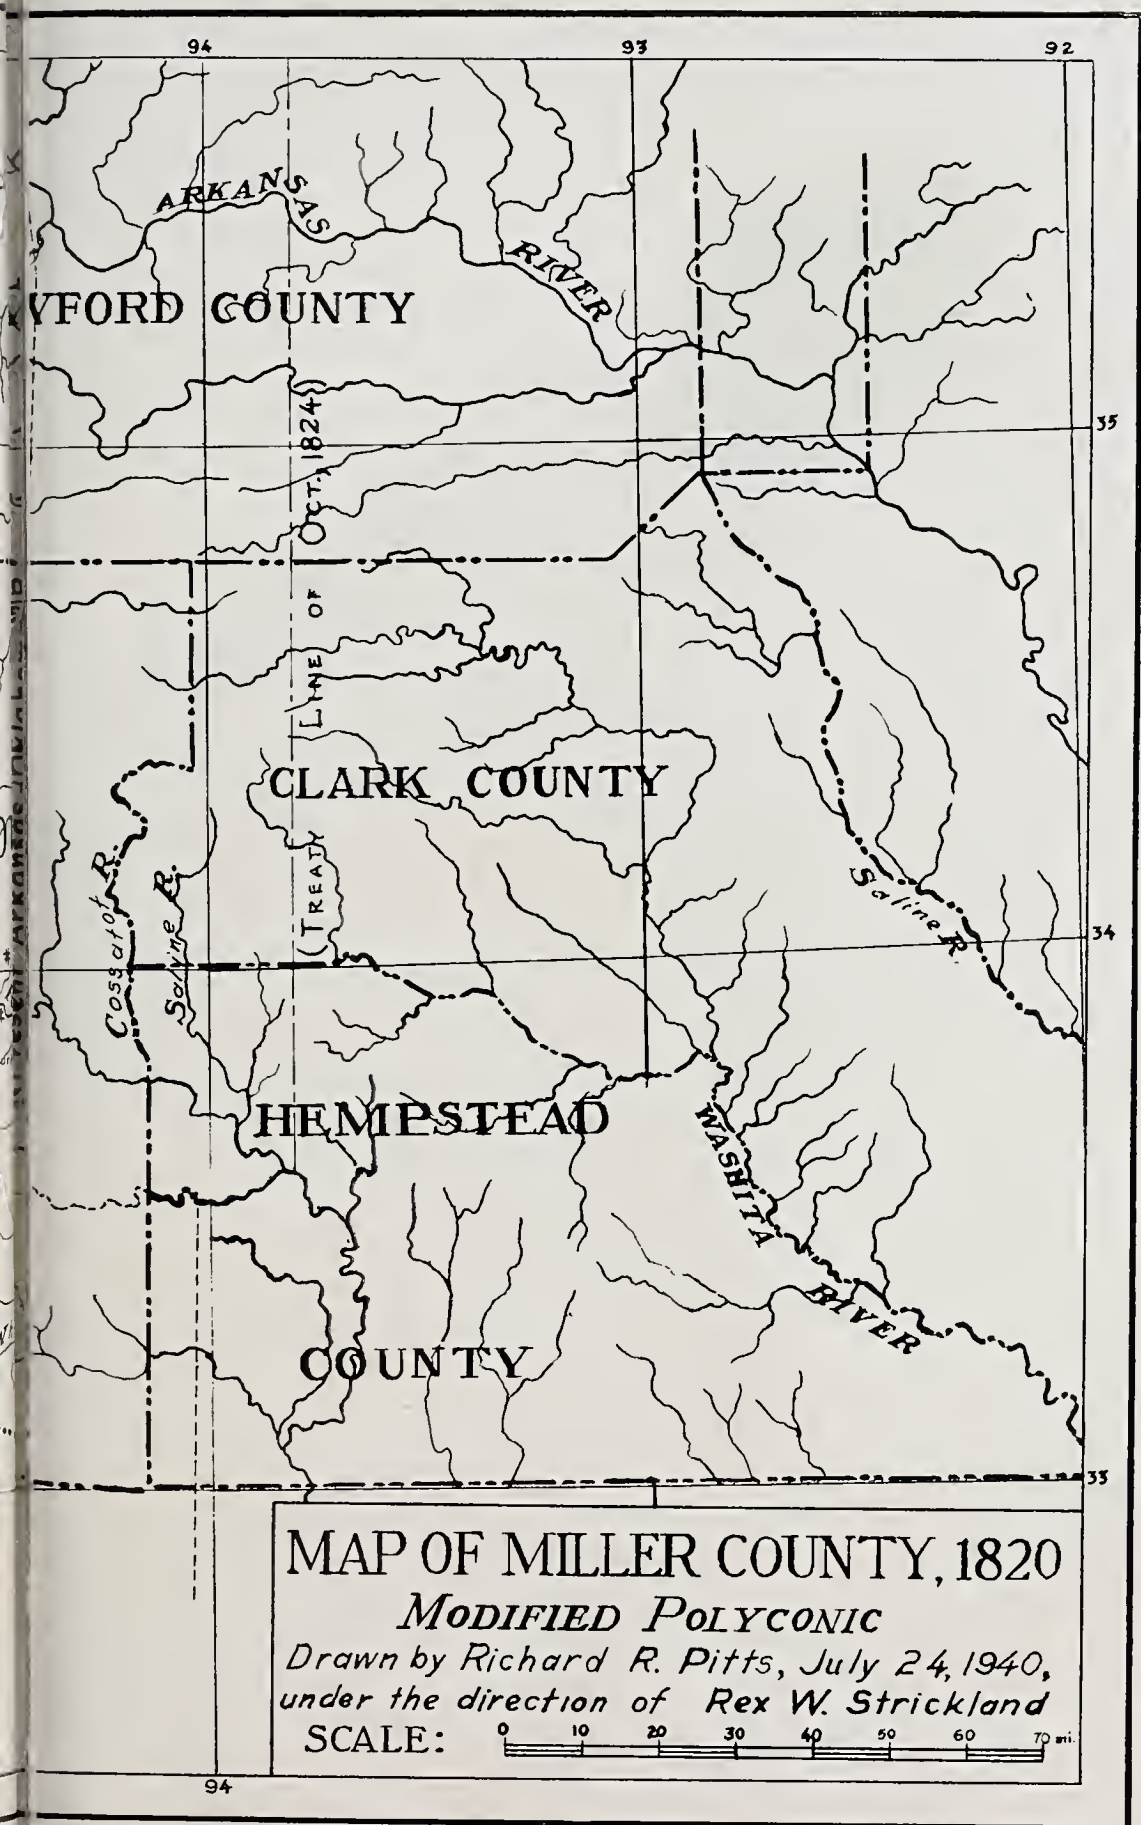 94 93 92
ARKANSAS
RIVER
WFORD COUNTY
35
(TREATY LINE OF OCT., 1824)
CLARK COUNTY
Cossatot R.
Saline R.
Saline R.
34
HEMPSTEAD
WASHITA
RIVER
COUNTY
33
MAP OF MILLER COUNTY, 1820
MODIFIED POLYCONIC
Drawn by Richard R. Pitts, July 24, 1940,
under the direction of Rex W. Strickland
SCALE: 0 10 20 30 40 50 60 70 mi.
94